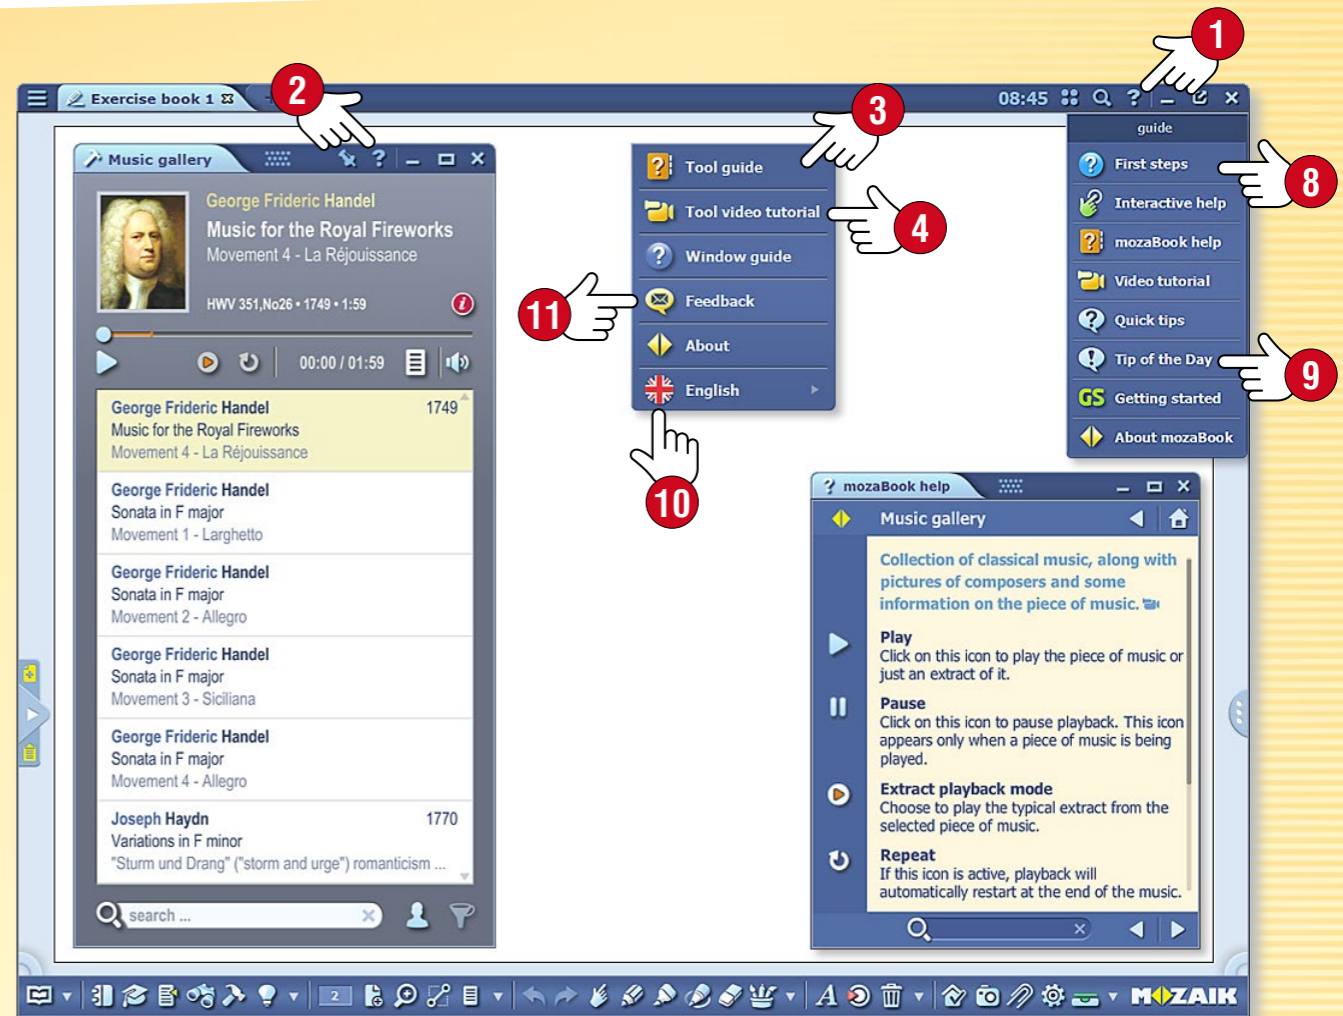 1
2
Exercise book 1
08:45
Music gallery
George Frideric Handel
Music for the Royal Fireworks
Movement 4 - La Réjouissance
HWV 351,No26 • 1749 • 1:59
00:00 / 01:59
George Frideric Handel 1749
Music for the Royal Fireworks
Movement 4 - La Réjouissance
George Frideric Handel
Sonata in F major
Movement 1 - Larghetto
George Frideric Handel
Sonata in F major
Movement 2 - Allegro
George Frideric Handel
Sonata in F major
Movement 3 - Siciliana
George Frideric Handel
Sonata in F major
Movement 4 - Allegro
Joseph Haydn 1770
Variations in F minor
"Sturm und Drang" ("storm and urge") romanticism ...
search ...
3
Tool guide
Tool video tutorial
4
Window guide
11
Feedback
About
English
10
guide
First steps
8
Interactive help
mozaBook help
Video tutorial
Quick tips
Tip of the Day
9
GS Getting started
About mozaBook
? mozaBook help
Music gallery
Collection of classical music, along with
pictures of composers and some
information on the piece of music.
Play
Click on this icon to play the piece of music or
just an extract of it.
Pause
Click on this icon to pause playback. This icon
appears only when a piece of music is being
played.
Extract playback mode
Choose to play the typical extract from the
selected piece of music.
Repeat
If this icon is active, playback will
automatically restart at the end of the music.
2
A
MOZAIK